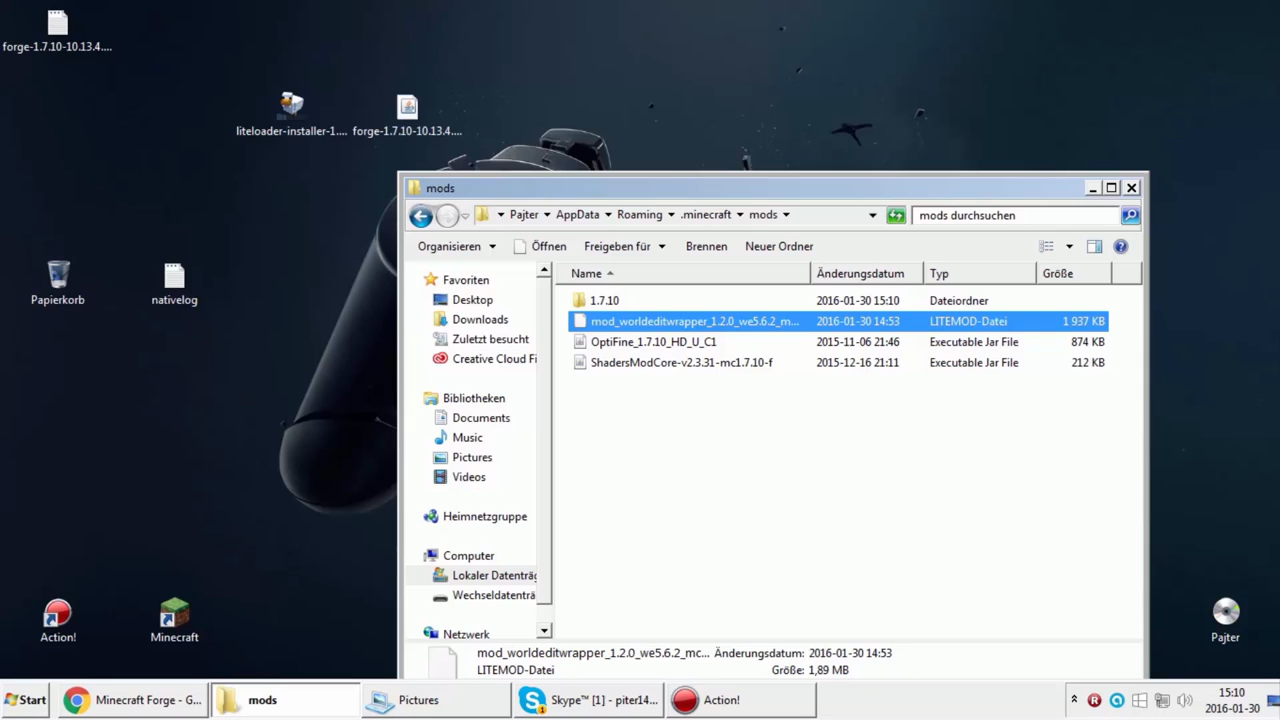 forge-1.7.10-10.13.4....
liteloader-installer-1....
forge-1.7.10-10.13.4....
Papierkorb
nativelog
Action!
Minecraft
Pajter
mods
Pajter
AppData
Roaming
.minecraft
mods
mods durchsuchen
Organisieren
Öffnen
Freigeben für
Brennen
Neuer Ordner
Favoriten
Desktop
Downloads
Zuletzt besucht
Creative Cloud Fi
Bibliotheken
Documents
Music
Pictures
Videos
Heimnetzgruppe
Computer
Lokaler Datenträg
Wechseldatenträ
Netzwerk
Name Änderungsdatum Typ Größe
1.7.10 2016-01-30 15:10 Dateiordner
mod_worldeditwrapper_1.2.0_we5.6.2_m... 2016-01-30 14:53 LITEMOD-Datei 1 937 KB
OptiFine_1.7.10_HD_U_C1 2015-11-06 21:46 Executable Jar File 874 KB
ShadersModCore-v2.3.31-mc1.7.10-f 2015-12-16 21:11 Executable Jar File 212 KB
mod_worldeditwrapper_1.2.0_we5.6.2_mc... Änderungsdatum: 2016-01-30 14:53
LITEMOD-Datei Größe: 1,89 MB
Start
Minecraft Forge - G...
mods
Pictures
Skype™ [1] - piter14...
Action!
15:10
2016-01-30